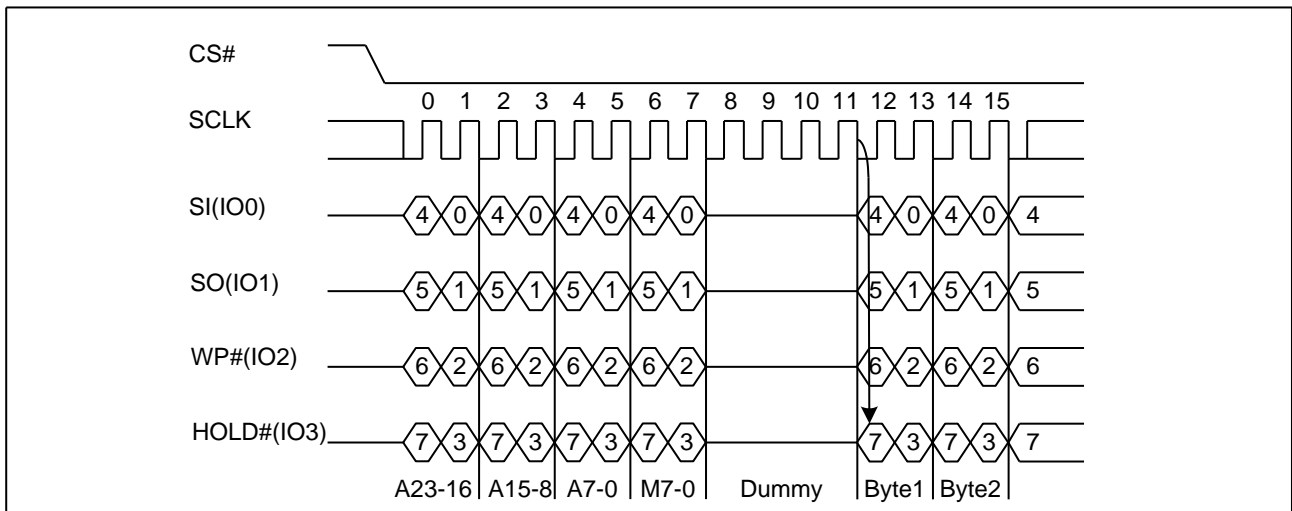 CS#
0 1 2 3 4 5 6 7 8 9 10 11 12 13 14 15
SCLK
SI(IO0) 4 0 4 0 4 0 4 0 4 0 4 0 4
SO(IO1) 5 1 5 1 5 1 5 1 5 1 5 1 5
WP#(IO2) 6 2 6 2 6 2 6 2 6 2 6 2 6
HOLD#(IO3) 7 3 7 3 7 3 7 3 7 3 7 3 7
A23-16 A15-8 A7-0 M7-0 Dummy Byte1 Byte2